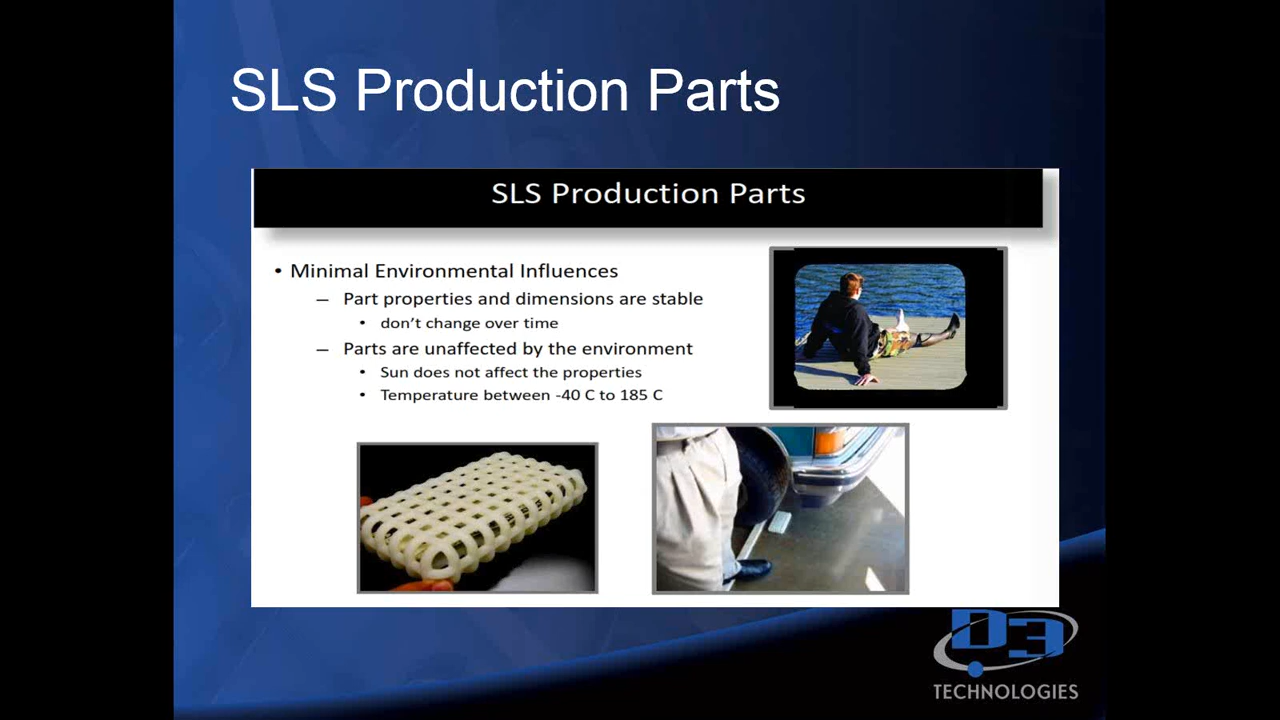 SLS Production Parts
SLS Production Parts
• Minimal Environmental Influences
– Part properties and dimensions are stable
• don't change over time
– Parts are unaffected by the environment
• Sun does not affect the properties
• Temperature between -40 C to 185 C
D3
TECHNOLOGIES